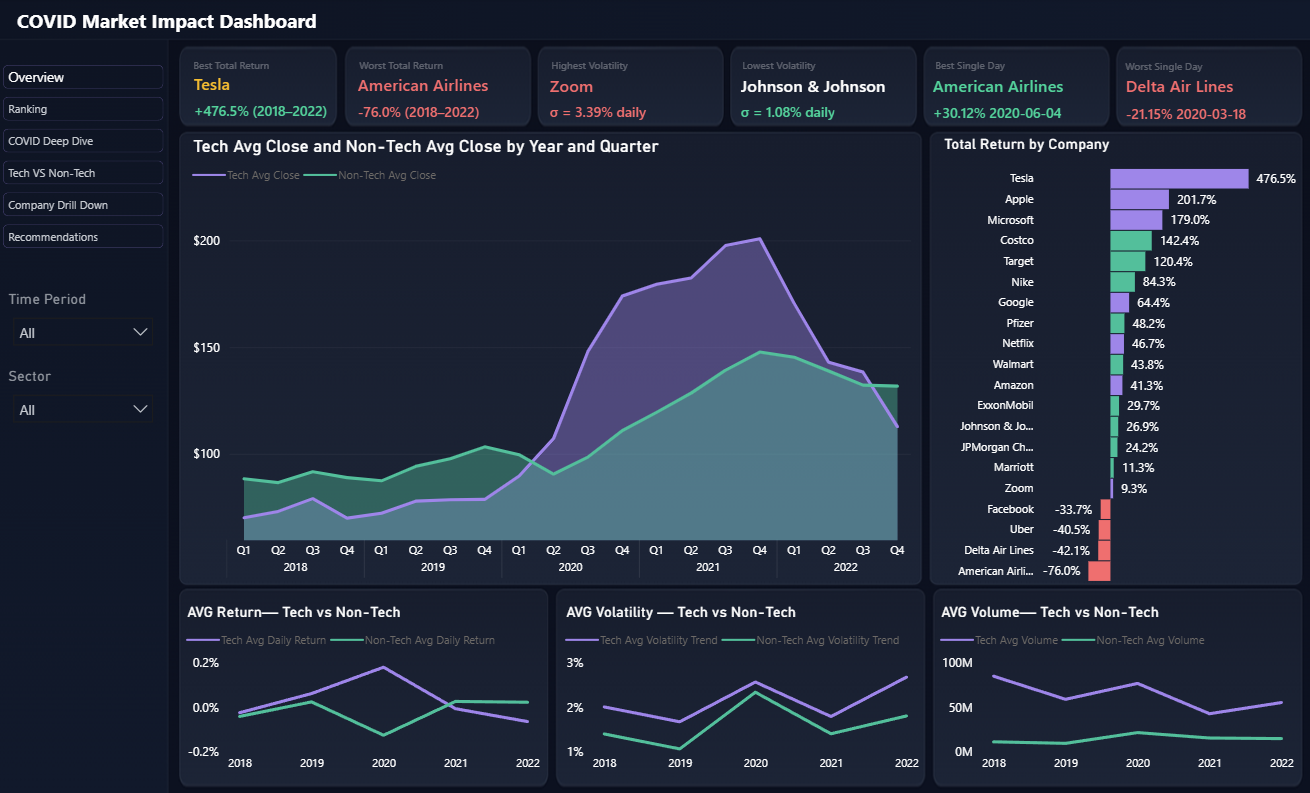 COVID Market Impact Dashboard
Overview
Ranking
COVID Deep Dive
Tech VS Non-Tech
Company Drill Down
Recommendations
Time Period
All
Sector
All
Best Total Return
Tesla
+476.5% (2018–2022)
Worst Total Return
American Airlines
-76.0% (2018–2022)
Highest Volatility
Zoom
σ = 3.39% daily
Lowest Volatility
Johnson & Johnson
σ = 1.08% daily
Best Single Day
American Airlines
+30.12% 2020-06-04
Worst Single Day
Delta Air Lines
-21.15% 2020-03-18
Tech Avg Close and Non-Tech Avg Close by Year and Quarter
Tech Avg Close Non-Tech Avg Close
$200
$150
$100
Q1 Q2 Q3 Q4 Q1 Q2 Q3 Q4 Q1 Q2 Q3 Q4 Q1 Q2 Q3 Q4 Q1 Q2 Q3 Q4
2018 2019 2020 2021 2022
Total Return by Company
Tesla 476.5%
Apple 201.7%
Microsoft 179.0%
Costco 142.4%
Target 120.4%
Nike 84.3%
Google 64.4%
Pfizer 48.2%
Netflix 46.7%
Walmart 43.8%
Amazon 41.3%
ExxonMobil 29.7%
Johnson & Jo... 26.9%
JPMorgan Ch... 24.2%
Marriott 11.3%
Zoom 9.3%
Facebook -33.7%
Uber -40.5%
Delta Air Lines -42.1%
American Airli... -76.0%
AVG Return— Tech vs Non-Tech
Tech Avg Daily Return Non-Tech Avg Daily Return
0.2%
0.0%
-0.2%
2018 2019 2020 2021 2022
AVG Volatility — Tech vs Non-Tech
Tech Avg Volatility Trend Non-Tech Avg Volatility Trend
3%
2%
1%
2018 2019 2020 2021 2022
AVG Volume— Tech vs Non-Tech
Tech Avg Volume Non-Tech Avg Volume
100M
50M
0M
2018 2019 2020 2021 2022